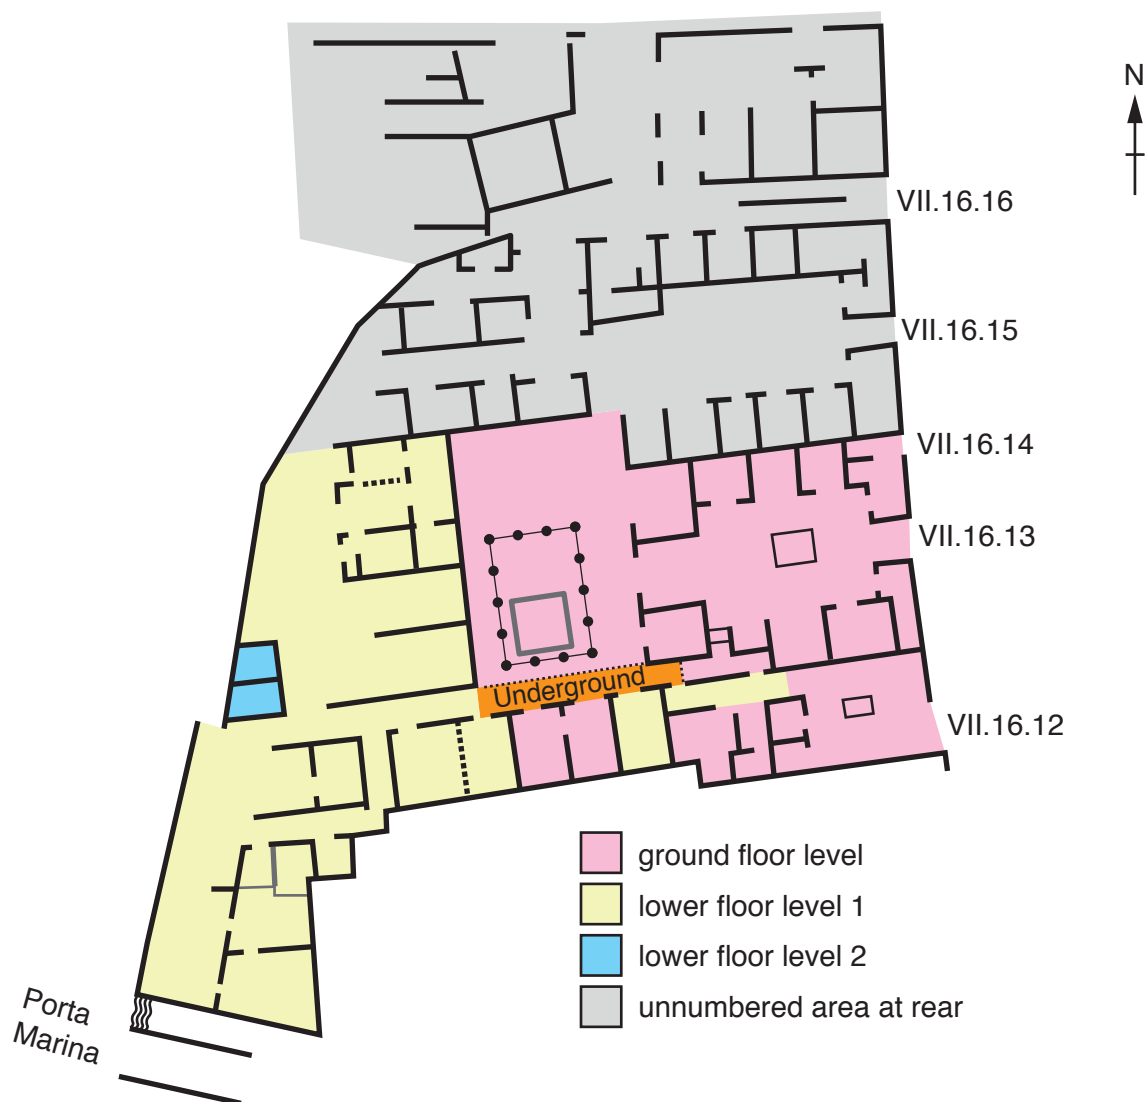 N
VII.16.16
VII.16.15
VII.16.14
VII.16.13
Underground
VII.16.12
ground floor level
lower floor level 1
lower floor level 2
unnumbered area at rear
Porta
Marina